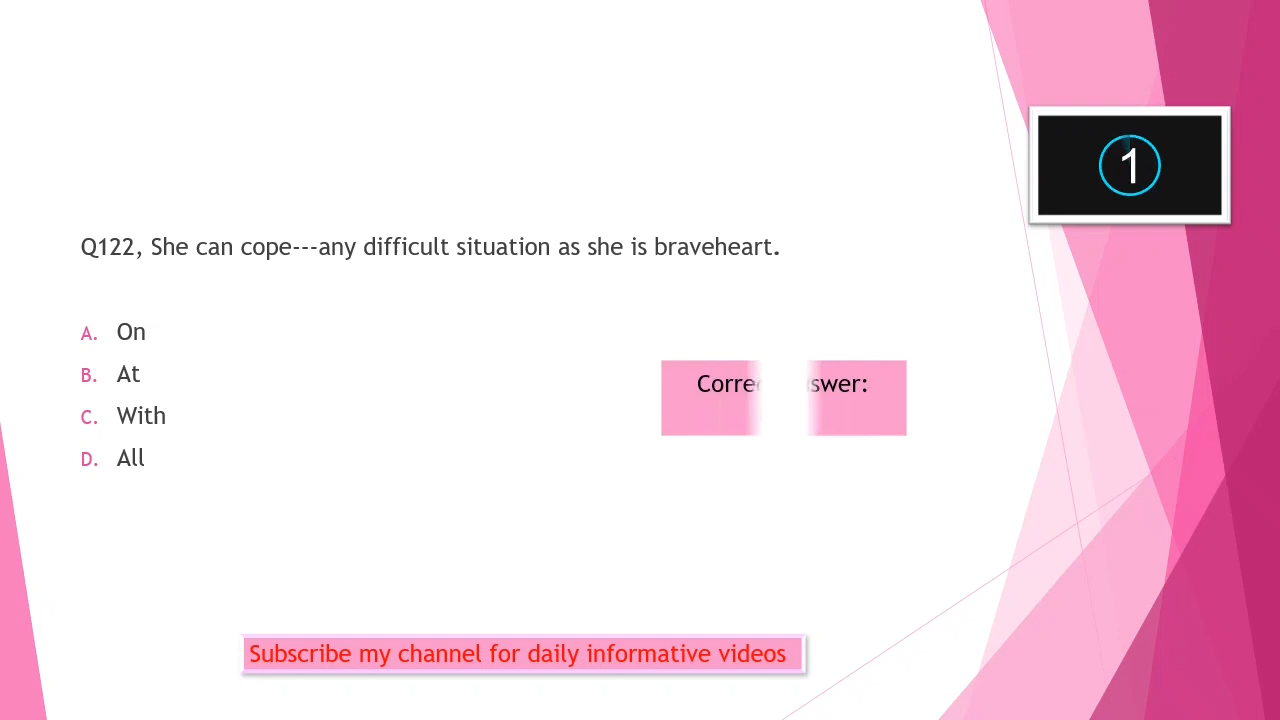 1
Q122, She can cope---any difficult situation as she is braveheart.
A. On
B. At
C. With
D. All
Subscribe my channel for daily informative videos